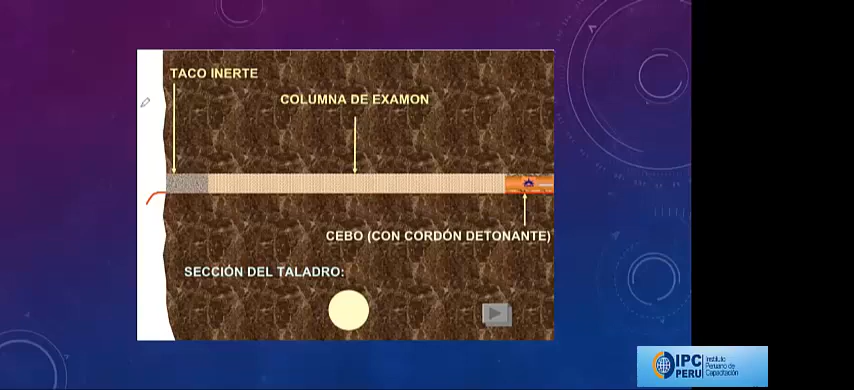 TACO INERTE
COLUMNA DE EXAMON
CEBO (CON CORDÓN DETONANTE)
SECCIÓN DEL TALADRO:
IPC
PERU
Instituto
Peruano de
Capacitación